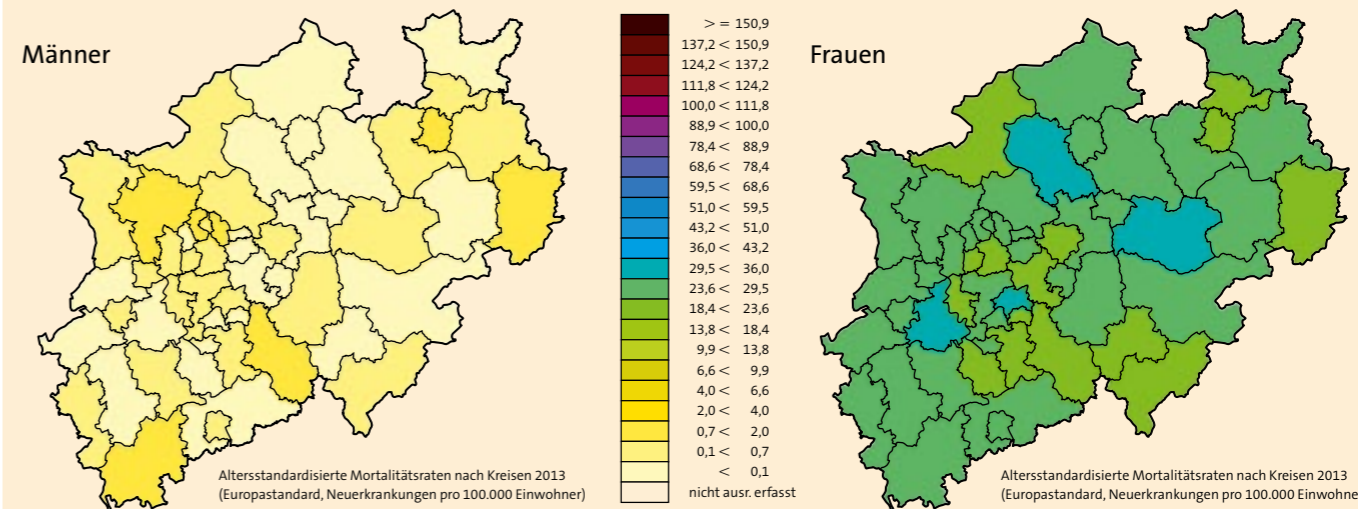 Männer
> = 150,9
137,2 < 150,9
124,2 < 137,2
111,8 < 124,2
100,0 < 111,8
88,9 < 100,0
78,4 < 88,9
68,6 < 78,4
59,5 < 68,6
51,0 < 59,5
43,2 < 51,0
36,0 < 43,2
29,5 < 36,0
23,6 < 29,5
18,4 < 23,6
13,8 < 18,4
9,9 < 13,8
6,6 < 9,9
4,0 < 6,6
2,0 < 4,0
0,7 < 2,0
0,1 < 0,7
< 0,1
nicht ausr. erfasst
Altersstandardisierte Mortalitätsraten nach Kreisen 2013
(Europastandard, Neuerkrankungen pro 100.000 Einwohner)
Frauen
Altersstandardisierte Mortalitätsraten nach Kreisen 2013
(Europastandard, Neuerkrankungen pro 100.000 Einwohne